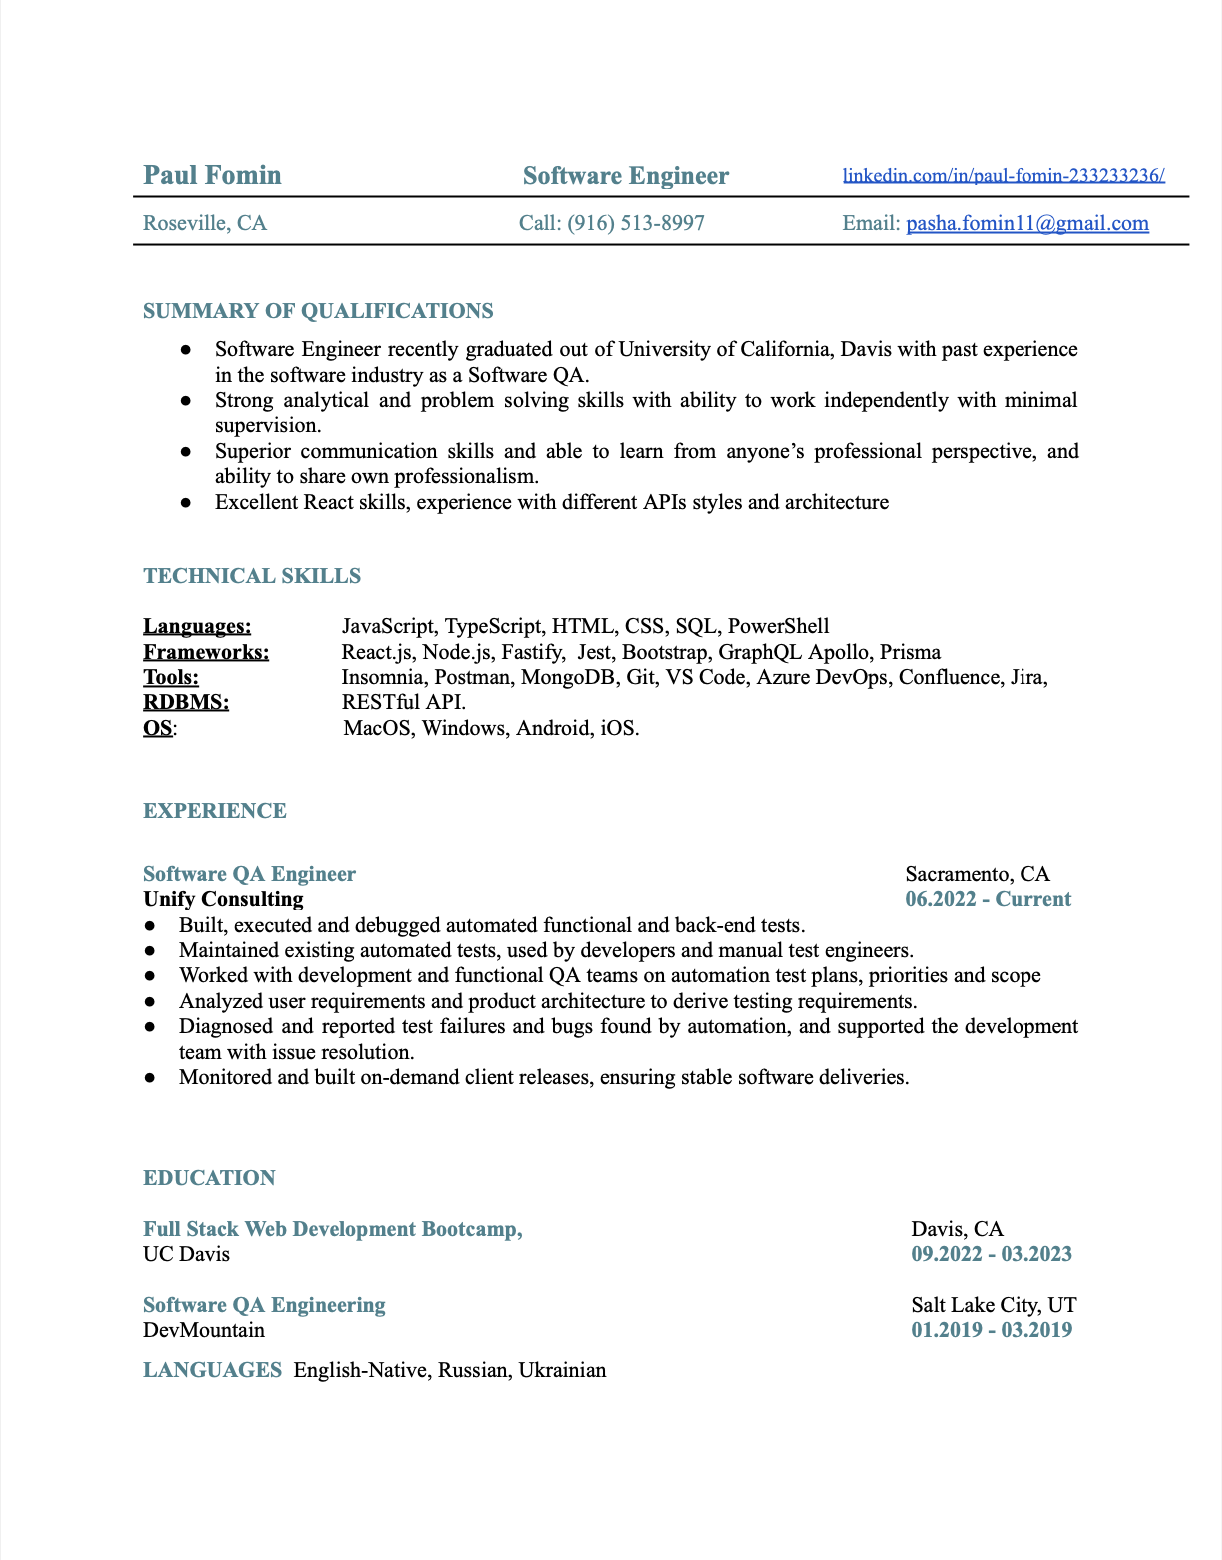 Paul Fomin Software Engineer linkedin.com/in/paul-fomin-233233236/
Roseville, CA Call: (916) 513-8997 Email: pasha.fomin11@gmail.com
SUMMARY OF QUALIFICATIONS
● Software Engineer recently graduated out of University of California, Davis with past experience
in the software industry as a Software QA.
● Strong analytical and problem solving skills with ability to work independently with minimal
supervision.
● Superior communication skills and able to learn from anyone’s professional perspective, and
ability to share own professionalism.
● Excellent React skills, experience with different APIs styles and architecture
TECHNICAL SKILLS
Languages: JavaScript, TypeScript, HTML, CSS, SQL, PowerShell
Frameworks: React.js, Node.js, Fastify, Jest, Bootstrap, GraphQL Apollo, Prisma
Tools: Insomnia, Postman, MongoDB, Git, VS Code, Azure DevOps, Confluence, Jira,
RDBMS: RESTful API.
OS: MacOS, Windows, Android, iOS.
EXPERIENCE
Software QA Engineer Sacramento, CA
Unify Consulting 06.2022 - Current
● Built, executed and debugged automated functional and back-end tests.
● Maintained existing automated tests, used by developers and manual test engineers.
● Worked with development and functional QA teams on automation test plans, priorities and scope
● Analyzed user requirements and product architecture to derive testing requirements.
● Diagnosed and reported test failures and bugs found by automation, and supported the development
team with issue resolution.
● Monitored and built on-demand client releases, ensuring stable software deliveries.
EDUCATION
Full Stack Web Development Bootcamp, Davis, CA
UC Davis 09.2022 - 03.2023
Software QA Engineering Salt Lake City, UT
DevMountain 01.2019 - 03.2019
LANGUAGES English-Native, Russian, Ukrainian